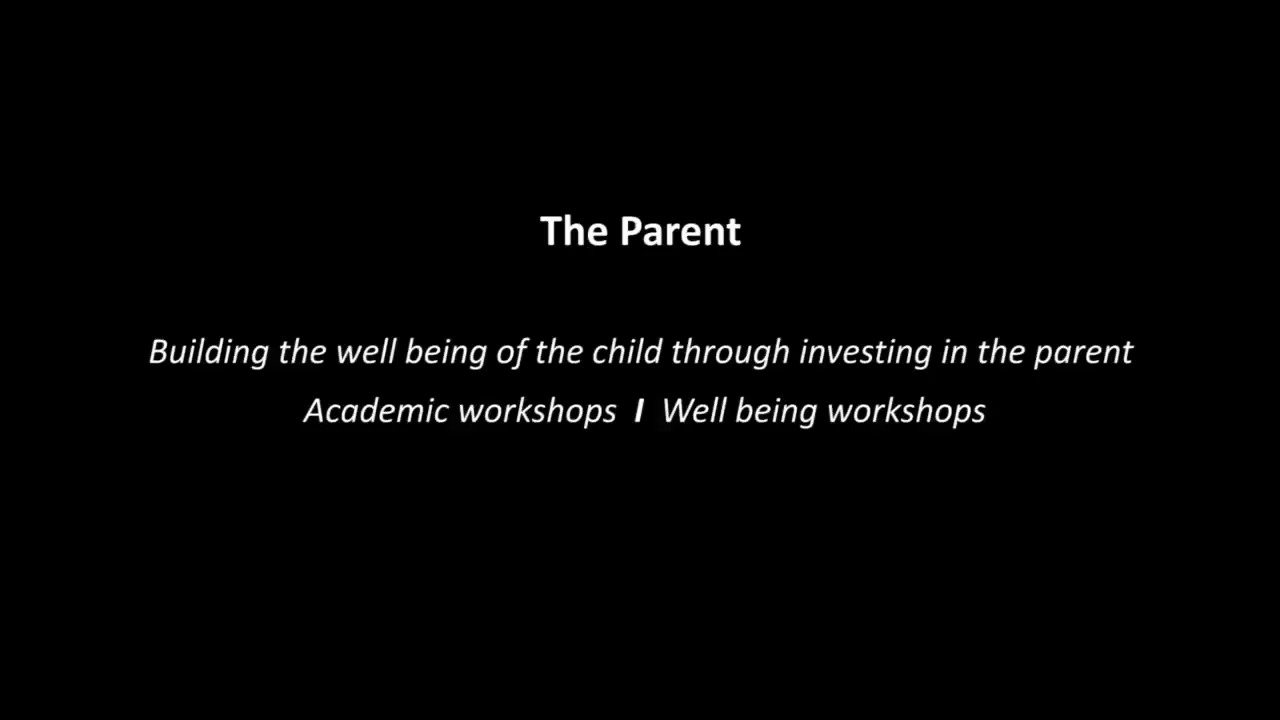 The Parent
Building the well being of the child through investing in the parent
Academic workshops I Well being workshops